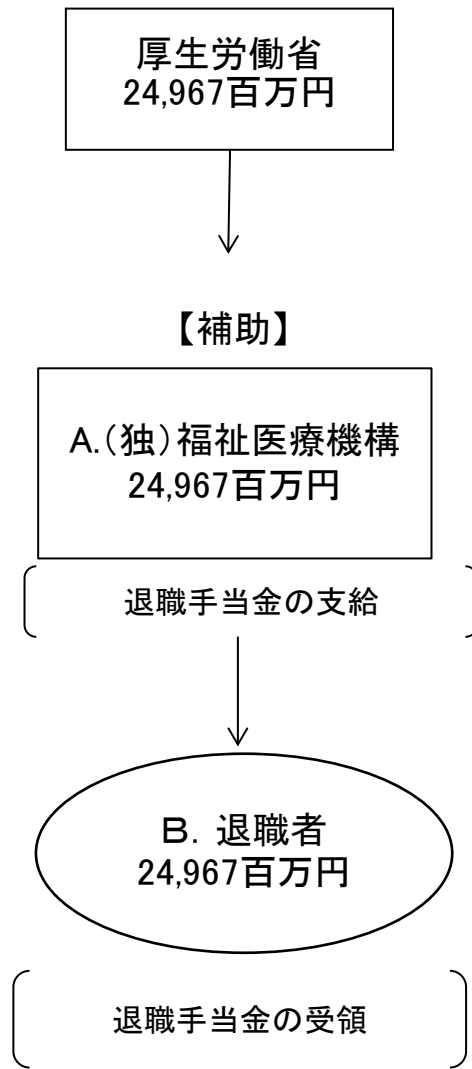 厚生労働省
24,967百万円
【補助】
A.(独)福祉医療機構
24,967百万円
退職手当金の支給
B. 退職者
24,967百万円
退職手当金の受領